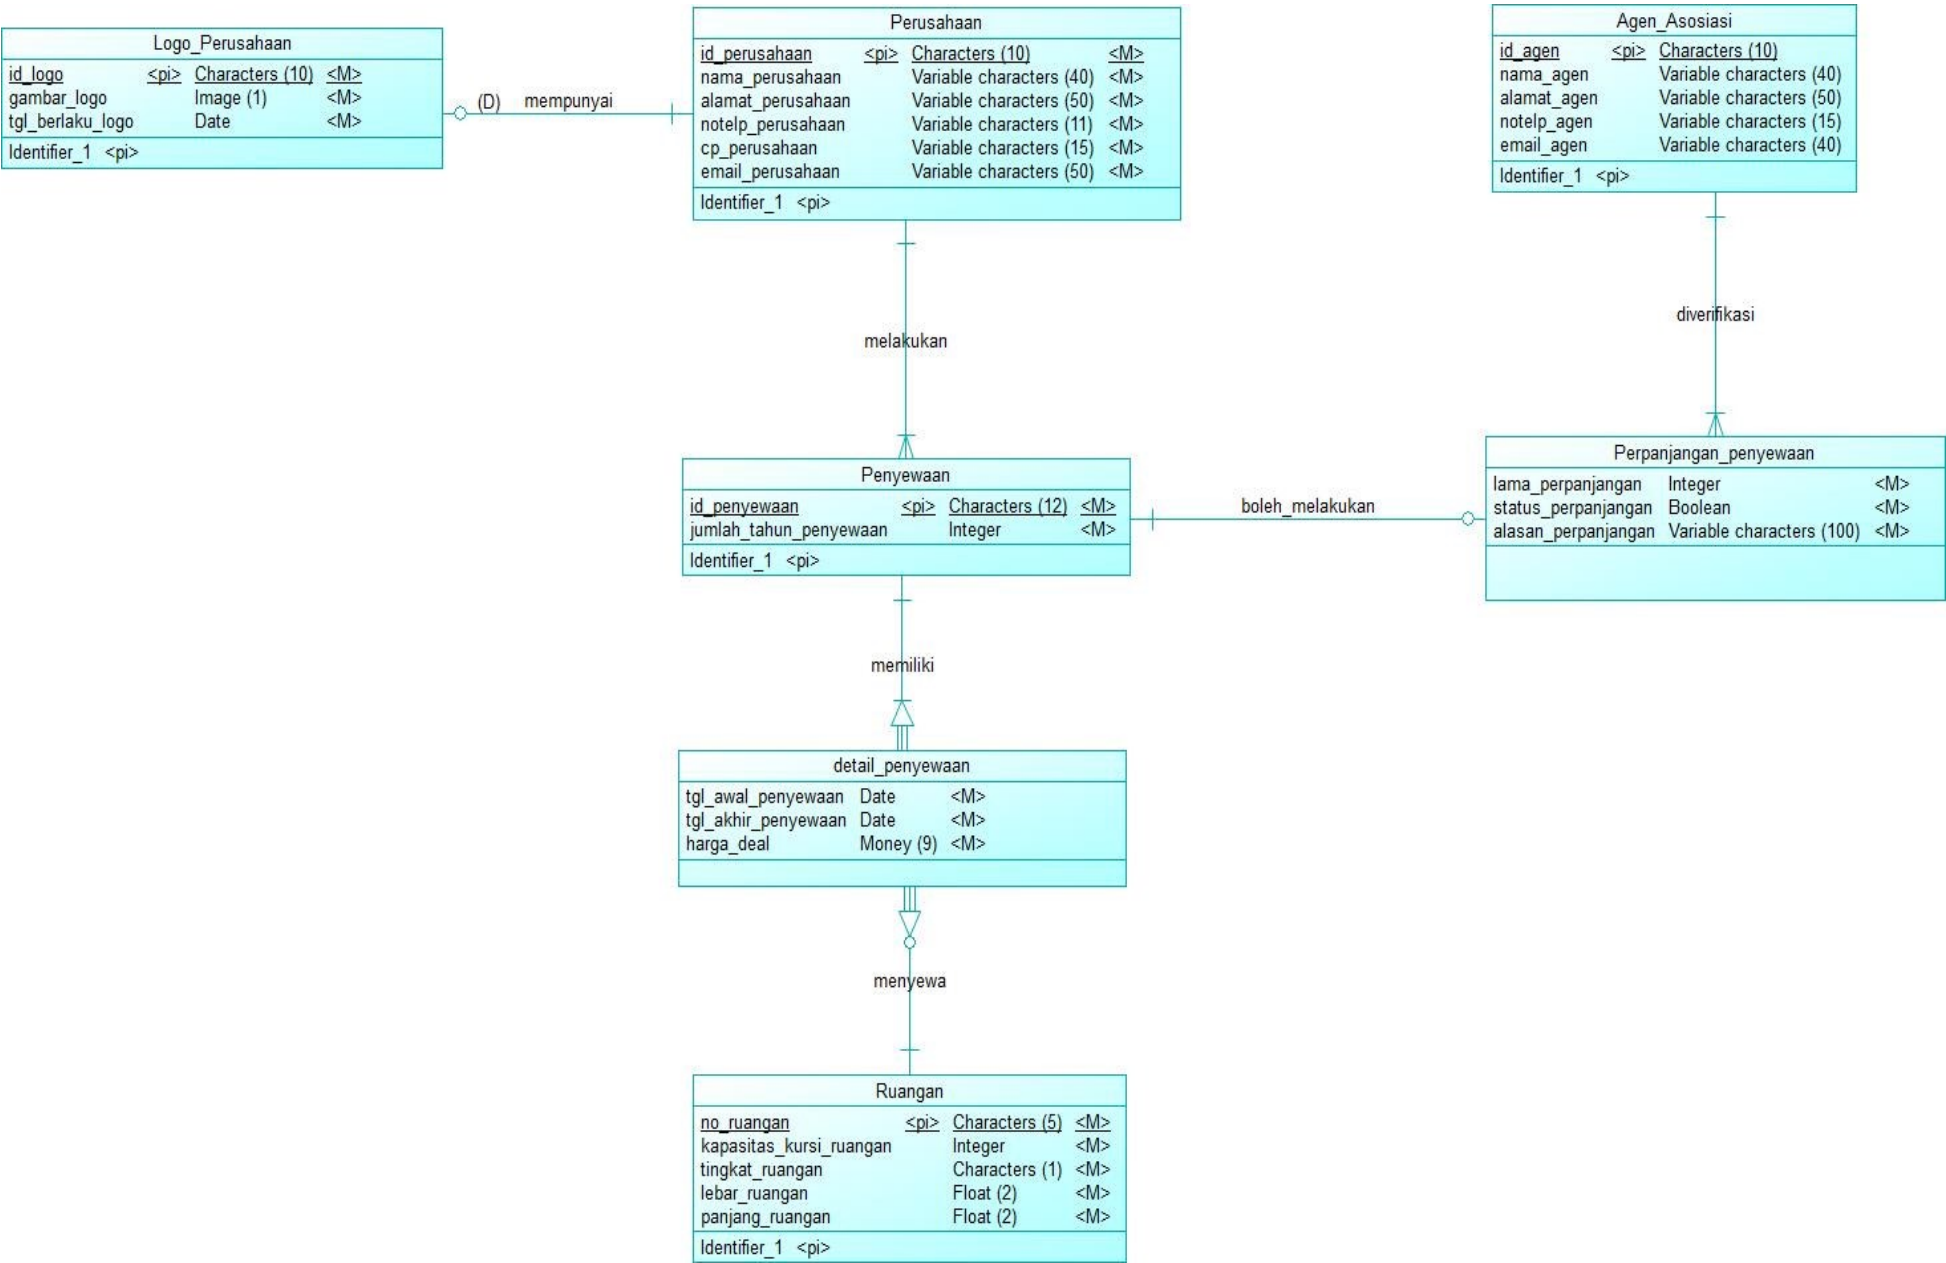 Logo_Perusahaan
id_logo <pi> Characters (10) <M>
gambar_logo Image (1) <M>
tgl_berlaku_logo Date <M>
Identifier_1 <pi>
(D) mempunyai
Perusahaan
id_perusahaan <pi> Characters (10) <M>
nama_perusahaan Variable characters (40) <M>
alamat_perusahaan Variable characters (50) <M>
notelp_perusahaan Variable characters (11) <M>
cp_perusahaan Variable characters (15) <M>
email_perusahaan Variable characters (50) <M>
Identifier_1 <pi>
Agen_Asosiasi
id_agen <pi> Characters (10)
nama_agen Variable characters (40)
alamat_agen Variable characters (50)
notelp_agen Variable characters (15)
email_agen Variable characters (40)
Identifier_1 <pi>
melakukan
diverifikasi
Penyewaan
id_penyewaan <pi> Characters (12) <M>
jumlah_tahun_penyewaan Integer <M>
Identifier_1 <pi>
boleh_melakukan
Perpanjangan_penyewaan
lama_perpanjangan Integer <M>
status_perpanjangan Boolean <M>
alasan_perpanjangan Variable characters (100) <M>
memiliki
detail_penyewaan
tgl_awal_penyewaan Date <M>
tgl_akhir_penyewaan Date <M>
harga_deal Money (9) <M>
menyewa
Ruangan
no_ruangan <pi> Characters (5) <M>
kapasitas_kursi_ruangan Integer <M>
tingkat_ruangan Characters (1) <M>
lebar_ruangan Float (2) <M>
panjang_ruangan Float (2) <M>
Identifier_1 <pi>